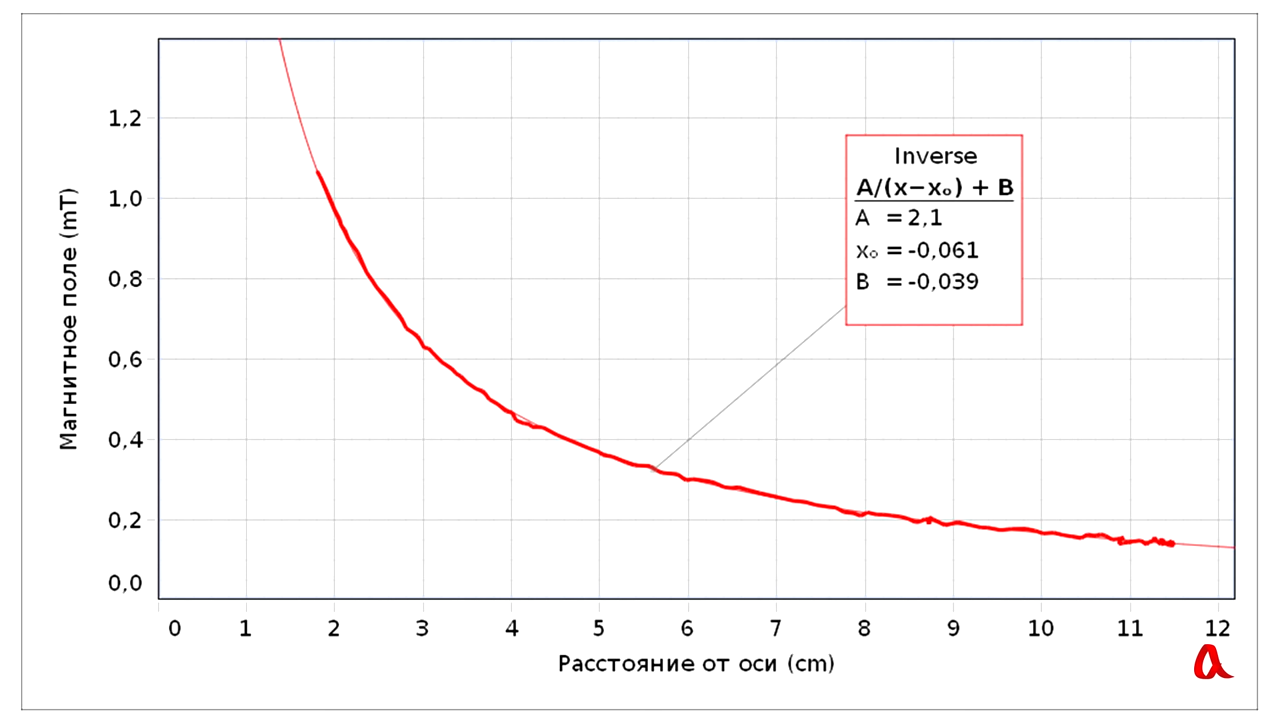 Магнитное поле (mT)
1,2
1,0
0,8
0,6
0,4
0,2
0,0
Inverse
A/(x−x₀) + B
A = 2,1
x₀ = -0,061
B = -0,039
0 1 2 3 4 5 6 7 8 9 10 11 12
Расстояние от оси (cm)
a